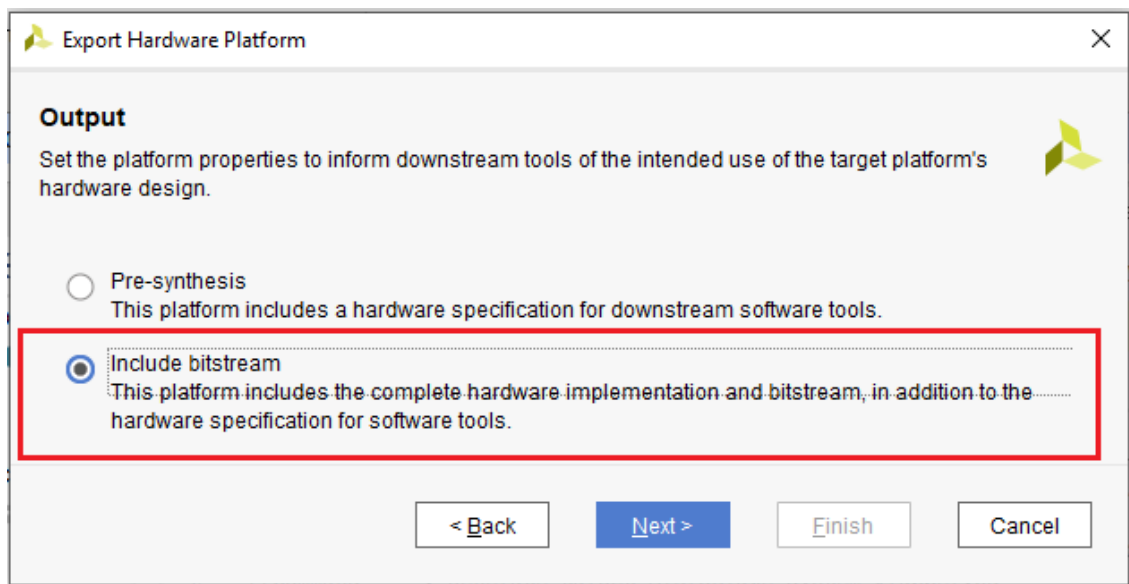 Export Hardware Platform
Output
Set the platform properties to inform downstream tools of the intended use of the target platform's
hardware design.
Pre-synthesis
This platform includes a hardware specification for downstream software tools.
Include bitstream
This platform includes the complete hardware implementation and bitstream, in addition to the
hardware specification for software tools.
< Back
Next >
Finish
Cancel